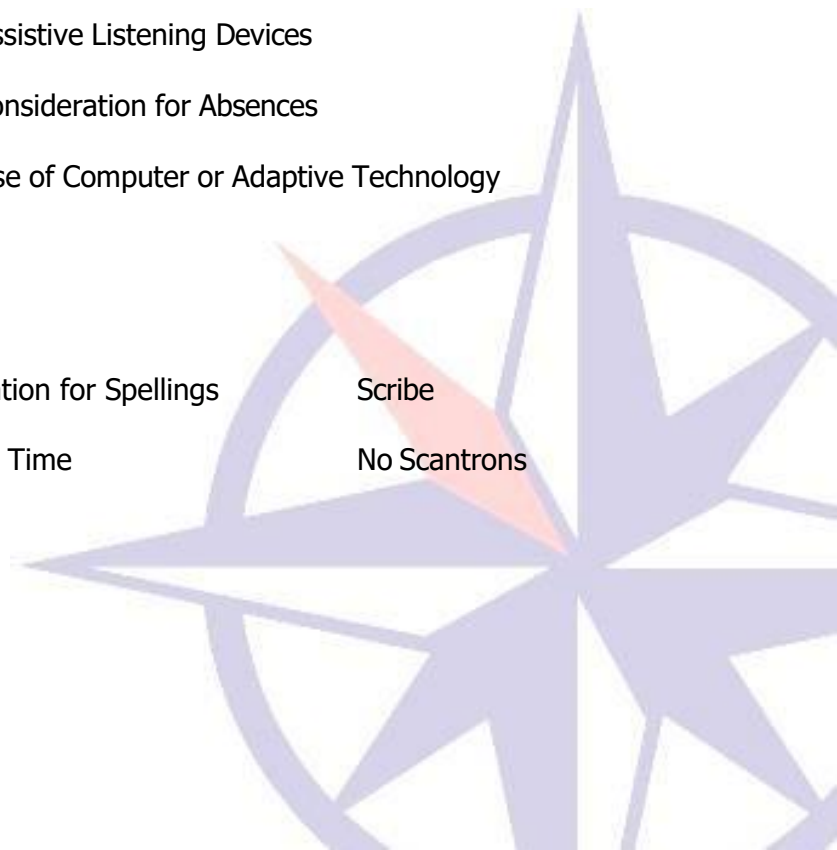 ssistive Listening Devices
onsideration for Absences
se of Computer or Adaptive Technology
tion for Spellings Scribe
Time No Scantrons